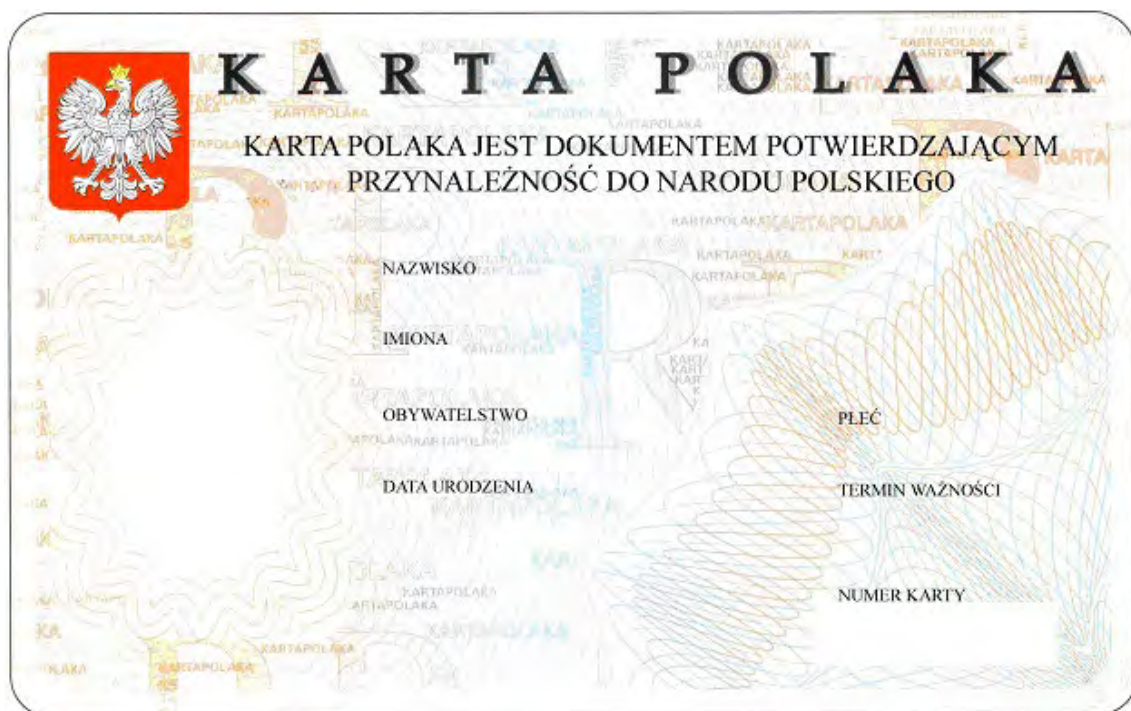 KARTA POLAKA
KARTA POLAKA JEST DOKUMENTEM POTWIERDZAJĄCYM
PRZYNALEŻNOŚĆ DO NARODU POLSKIEGO
NAZWISKO
IMIONA
OBYWATELSTWO
PŁEĆ
DATA URODZENIA
TERMIN WAŻNOŚCI
NUMER KARTY